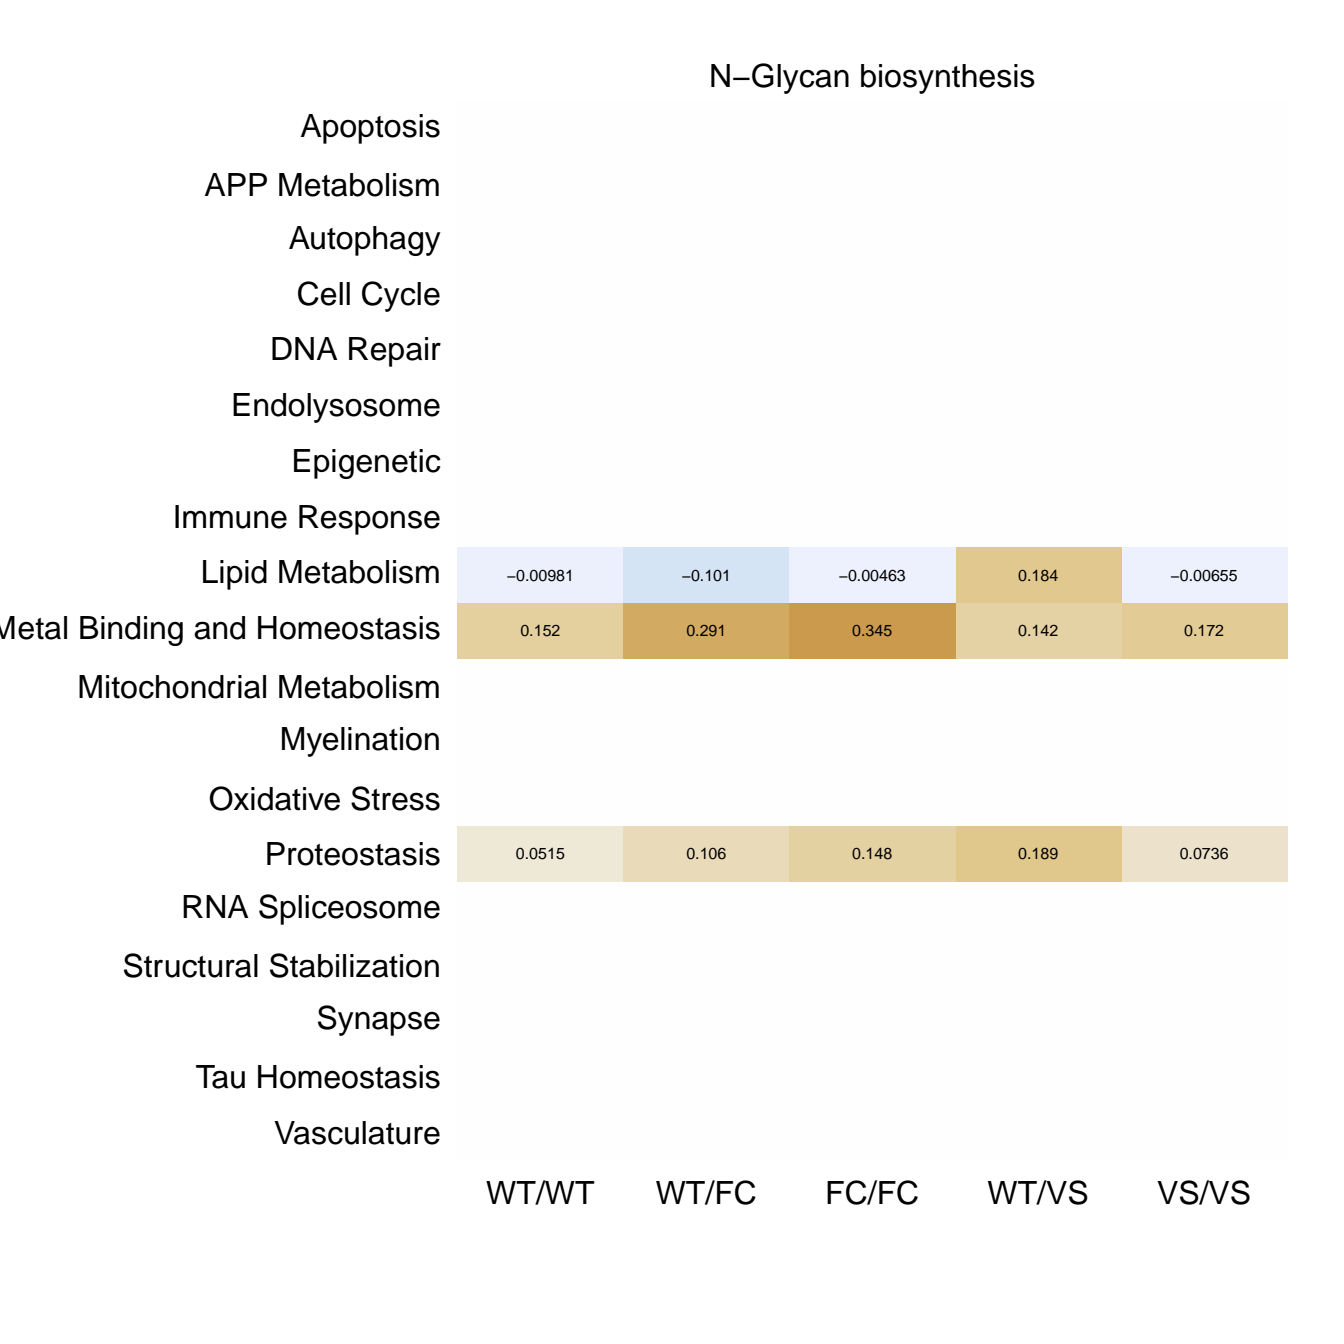 N−Glycan biosynthesis
Apoptosis
APP Metabolism
Autophagy
Cell Cycle
DNA Repair
Endolysosome
Epigenetic
Immune Response
Lipid Metabolism −0.00981 −0.101 −0.00463 0.184 −0.00655
Metal Binding and Homeostasis 0.152 0.291 0.345 0.142 0.172
Mitochondrial Metabolism
Myelination
Oxidative Stress
Proteostasis 0.0515 0.106 0.148 0.189 0.0736
RNA Spliceosome
Structural Stabilization
Synapse
Tau Homeostasis
Vasculature
WT/WT WT/FC FC/FC WT/VS VS/VS